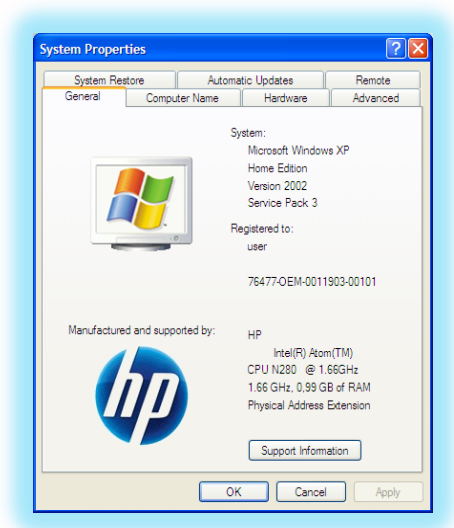 System Properties
System Restore Automatic Updates Remote
General Computer Name Hardware Advanced
System:
Microsoft Windows XP
Home Edition
Version 2002
Service Pack 3
Registered to:
user
76477-OEM-0011903-00101
Manufactured and supported by: HP
Intel(R) Atom(TM)
CPU N280 @ 1.66GHz
1.66 GHz, 0,99 GB of RAM
Physical Address Extension
hp
Support Information
OK Cancel Apply